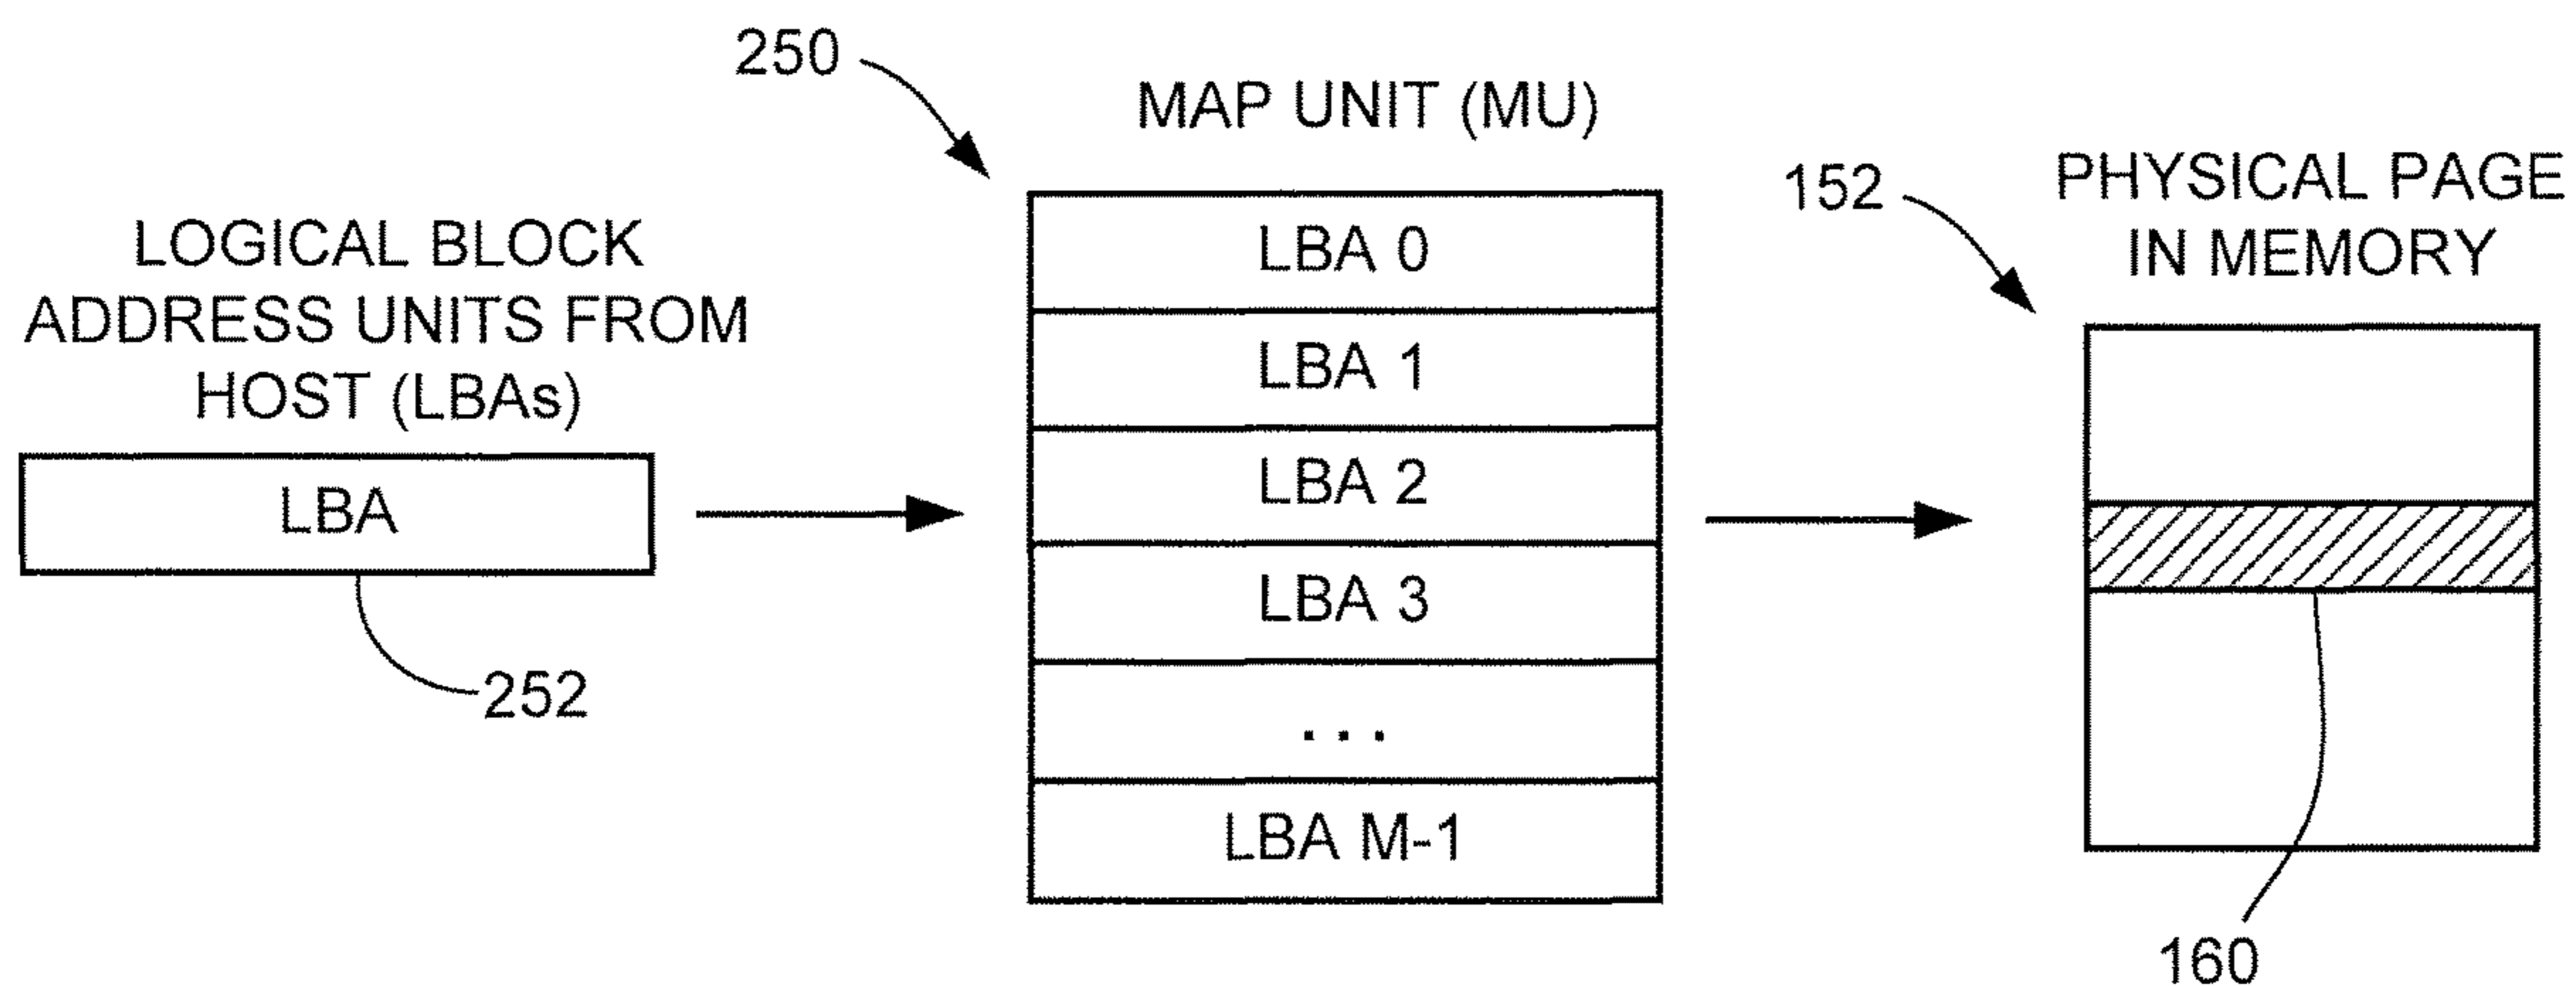 250
MAP UNIT (MU)
152
PHYSICAL PAGE
IN MEMORY
LOGICAL BLOCK
ADDRESS UNITS FROM
HOST (LBAs)
LBA
252
LBA 0
LBA 1
LBA 2
LBA 3
...
LBA M-1
160